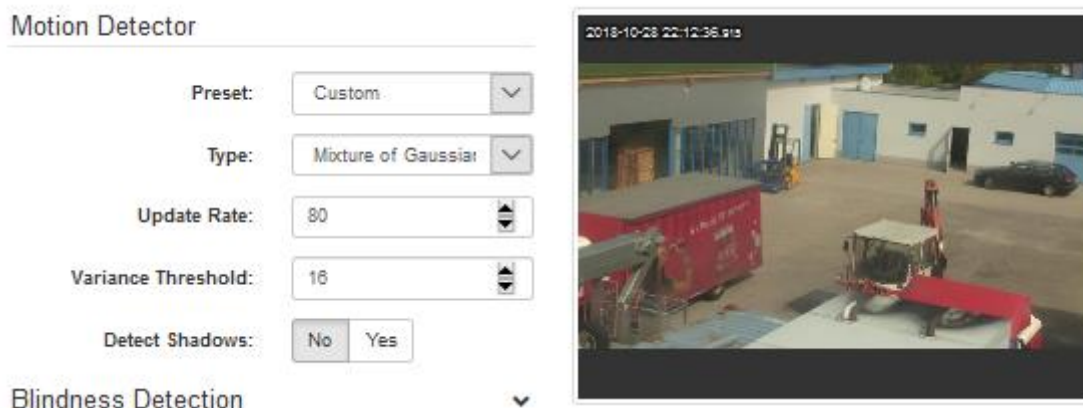 Motion Detector
Preset:
Custom
Type:
Mixture of Gaussiar
Update Rate:
80
Variance Threshold:
16
Detect Shadows:
No
Yes
Blindness Detection
2018-10-28 22:12:36.915